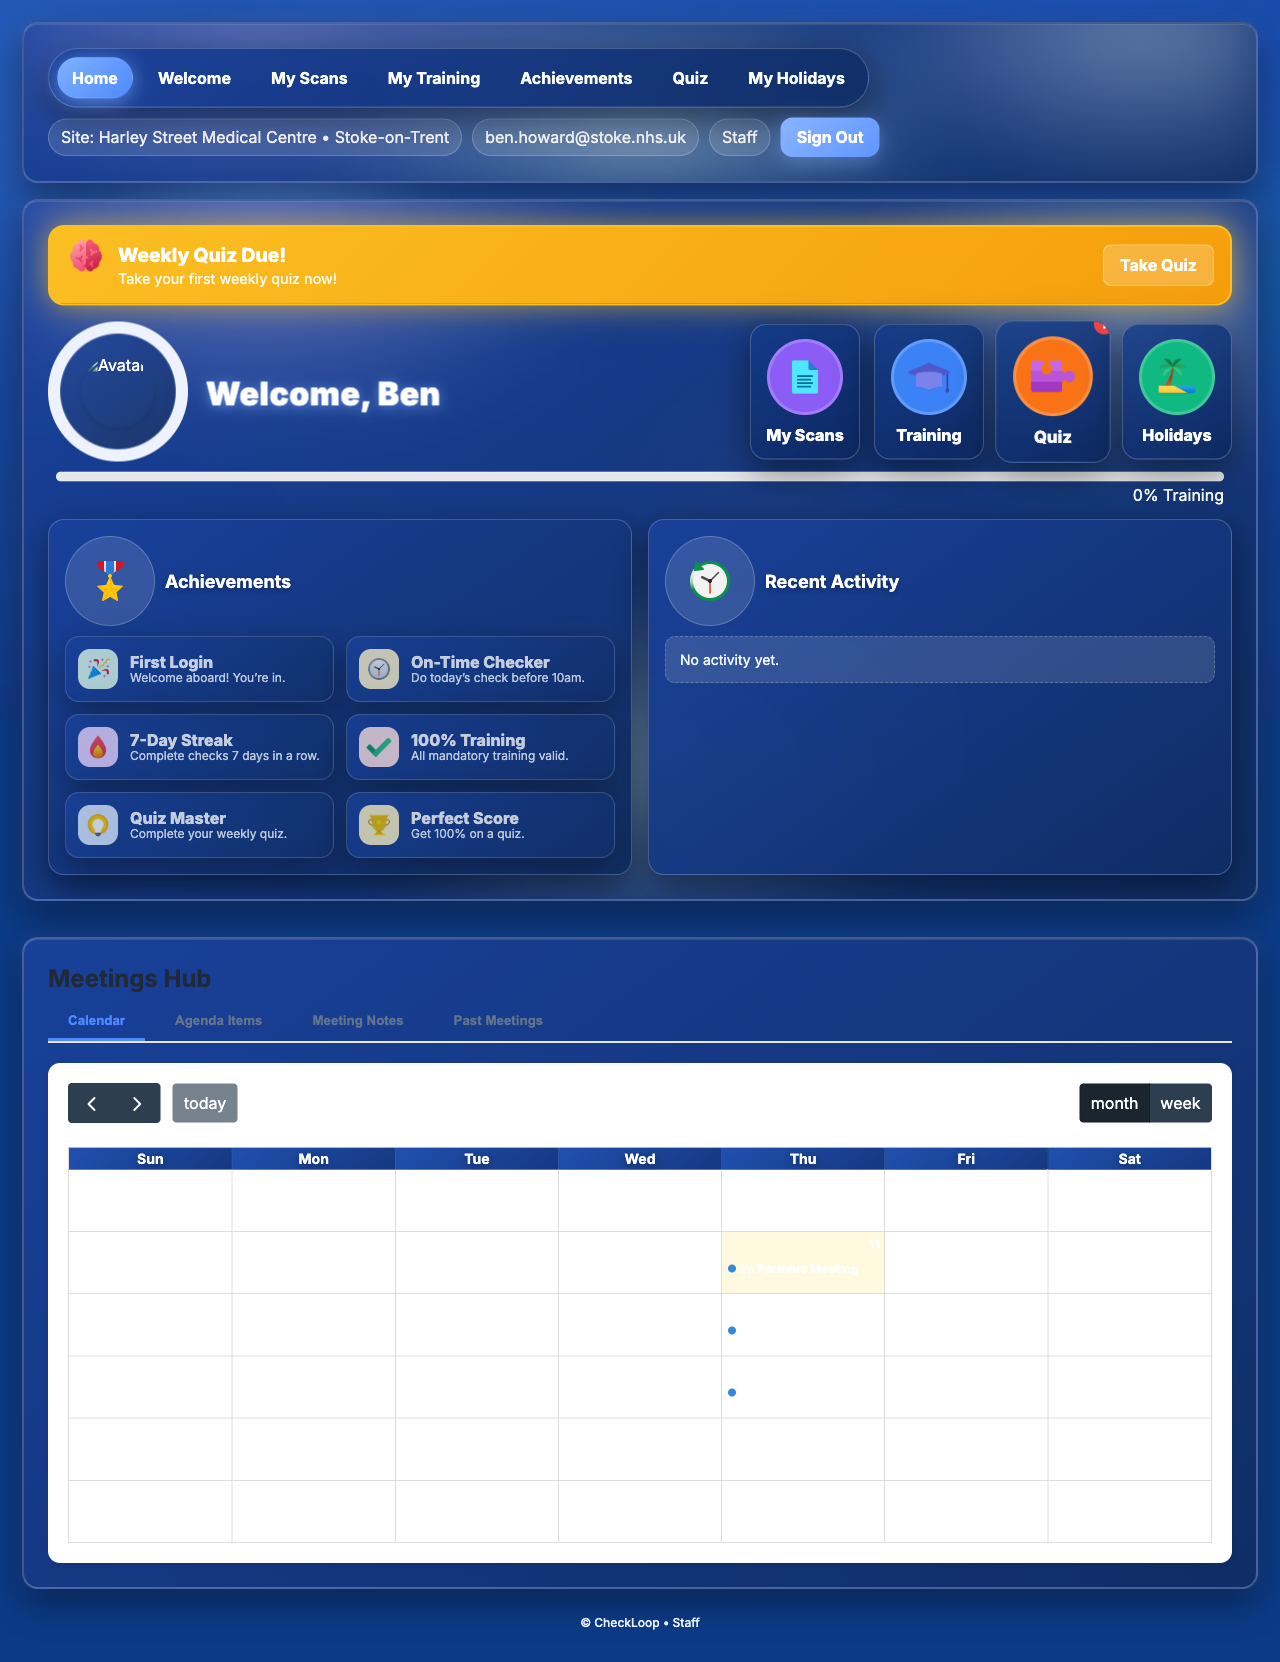 Home
Welcome
My Scans
My Training
Achievements
Quiz
My Holidays
Site: Harley Street Medical Centre • Stoke-on-Trent
ben.howard@stoke.nhs.uk
Staff
Sign Out
Weekly Quiz Due!
Take your first weekly quiz now!
Take Quiz
Avatar
Welcome, Ben
My Scans
Training
Quiz
Holidays
0% Training
Achievements
First Login
Welcome aboard! You’re in.
On-Time Checker
Do today’s check before 10am.
7-Day Streak
Complete checks 7 days in a row.
100% Training
All mandatory training valid.
Quiz Master
Complete your weekly quiz.
Perfect Score
Get 100% on a quiz.
Recent Activity
No activity yet.
Meetings Hub
Calendar
Agenda Items
Meeting Notes
Past Meetings
today
month
week
Sun
Mon
Tue
Wed
Thu
Fri
Sat
11
2p Partners Meeting
© CheckLoop • Staff